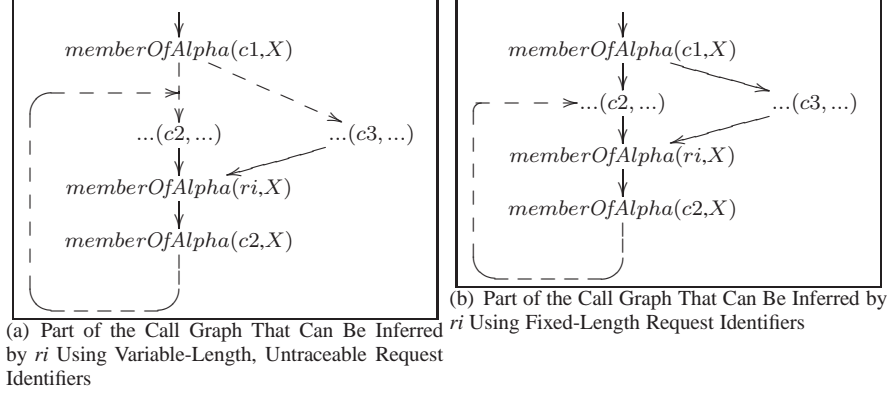 memberOfAlpha(c1,X)
...(c2, ...)
...(c3, ...)
memberOfAlpha(ri,X)
memberOfAlpha(c2,X)
(a) Part of the Call Graph That Can Be Inferred
by ri Using Variable-Length, Untraceable Request
Identifiers
memberOfAlpha(c1,X)
...(c2, ...)
...(c3, ...)
memberOfAlpha(ri,X)
memberOfAlpha(c2,X)
(b) Part of the Call Graph That Can Be Inferred by
ri Using Fixed-Length Request Identifiers